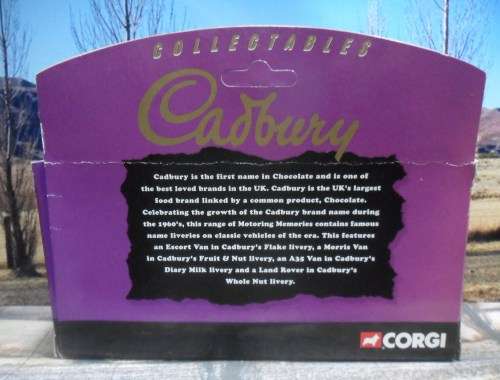 COLLECTABLES
Cadbury
Cadbury is the first name in Chocolate and is one of
the best loved brands in the UK. Cadbury is the UK's largest
food brand linked by a common product, Chocolate.
Celebrating the growth of the Cadbury brand name during
the 1960's, this range of Motoring Memories contains famous
name liveries on classic vehicles of the era. This features
an Escort Van in Cadbury's Flake livery, a Morris Van
in Cadbury's Fruit & Nut livery, an A35 Van in Cadbury's
Diary Milk livery and a Land Rover in Cadbury's
Whole Nut livery.
CORGI